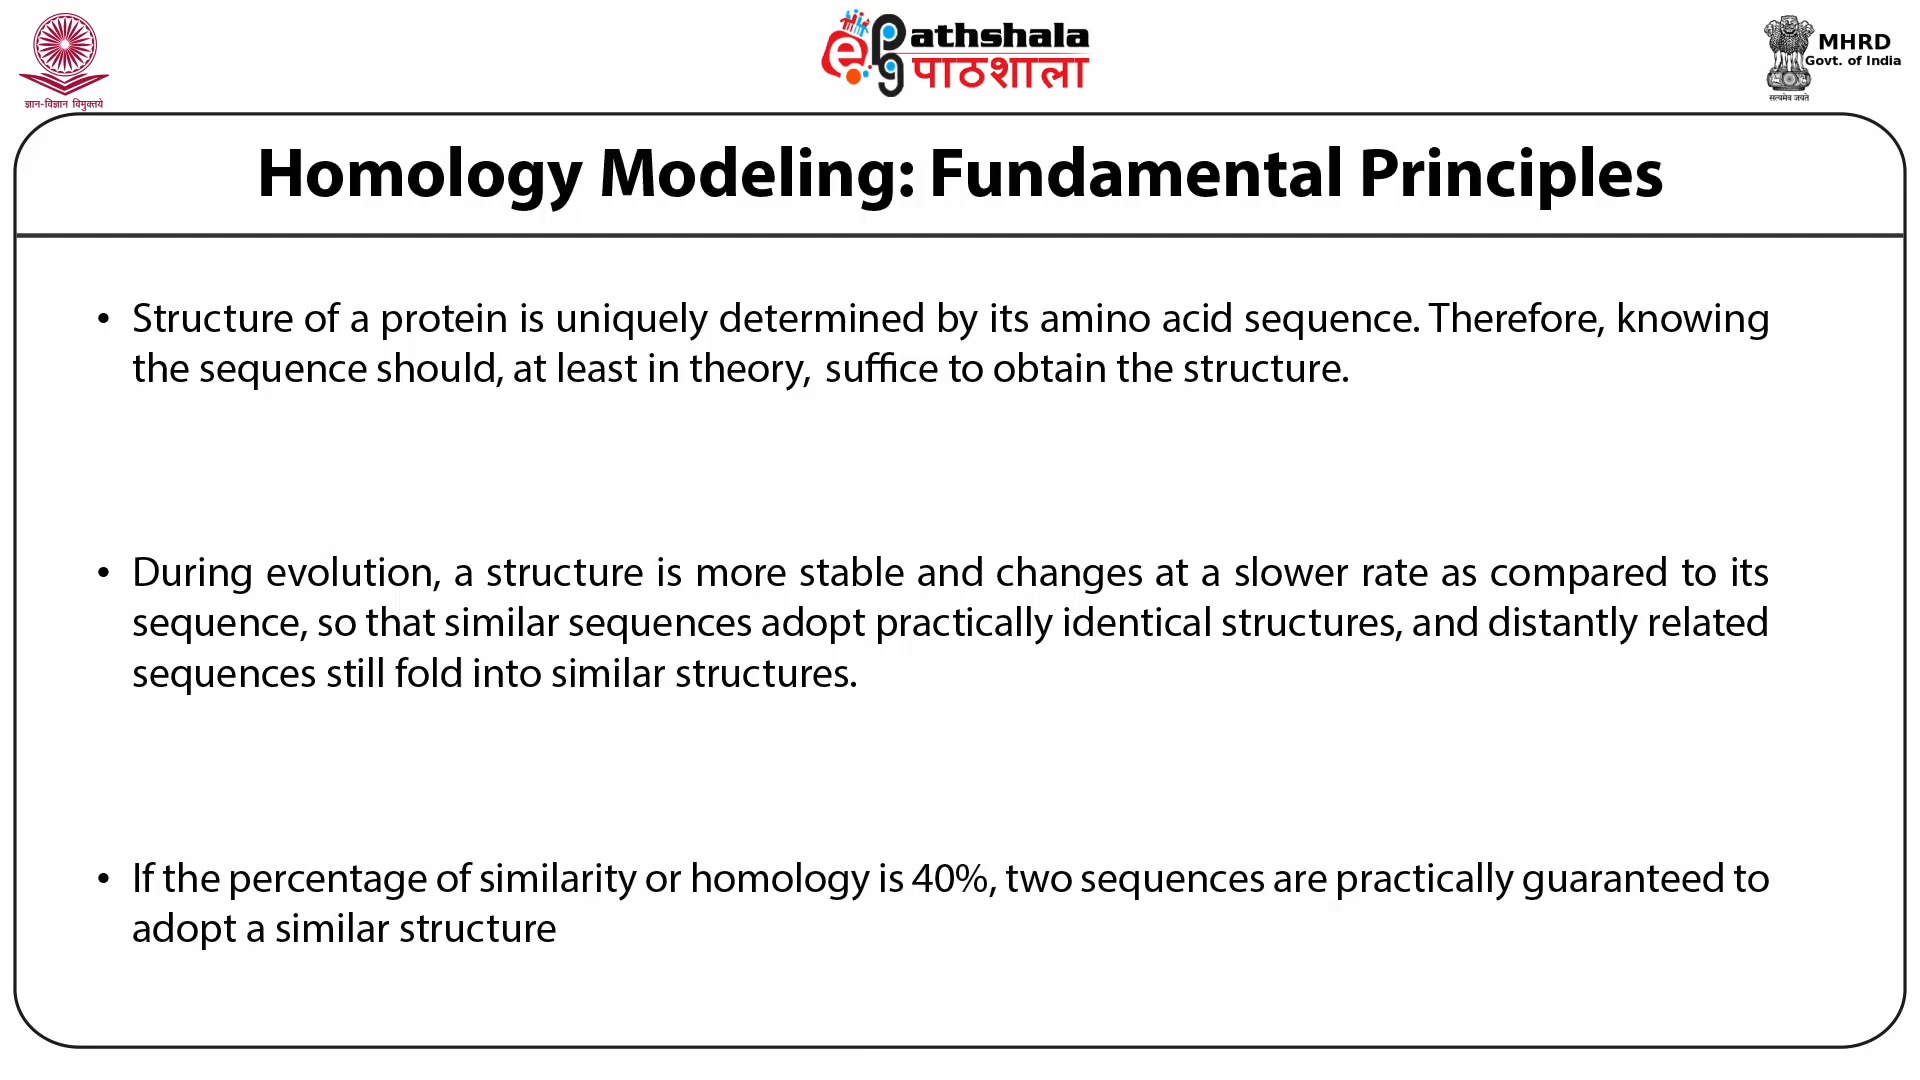 ज्ञान-विज्ञान विमुक्तये
athshala
पाठशाला
MHRD
Govt. of India
सत्यमेव जयते
Homology Modeling: Fundamental Principles
• Structure of a protein is uniquely determined by its amino acid sequence. Therefore, knowing
the sequence should, at least in theory, suffice to obtain the structure.
• During evolution, a structure is more stable and changes at a slower rate as compared to its
sequence, so that similar sequences adopt practically identical structures, and distantly related
sequences still fold into similar structures.
• If the percentage of similarity or homology is 40%, two sequences are practically guaranteed to
adopt a similar structure